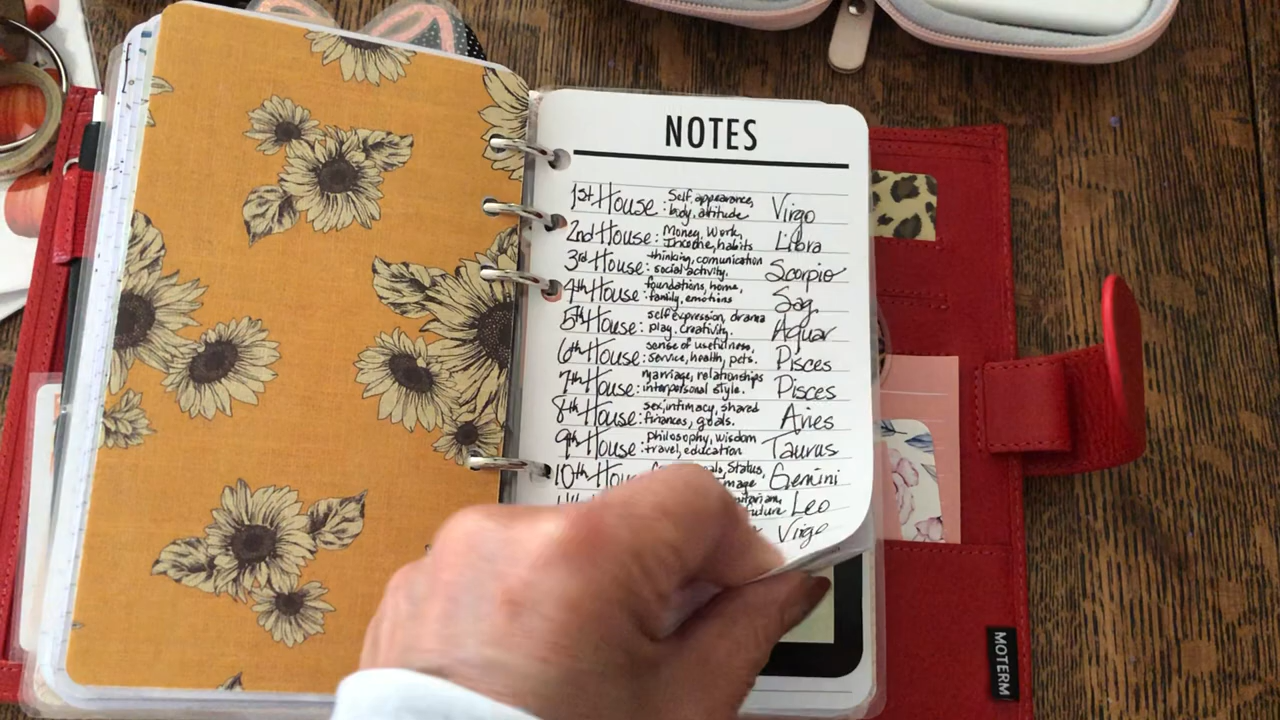 NOTES
1st House: Self, appearance, body, attitude Virgo
2nd House: Money, Work, Income, habits Libra
3rd House: thinking, comunication social activity. Scorpio
4th House: foundations, home, family, emotions Sag.
5th House: self expression, drama play, creativity. Aquar
6th House: sense of usefulness, service, health, pets. Pisces
7th House: marriage, relationships interpersonal style. Pisces
8th House: sex, intimacy, shared finances, goals. Aries
9th House: philosophy, wisdom travel, education Taurus
10th Status, Gemini
future Leo
Virgo
MOTERM